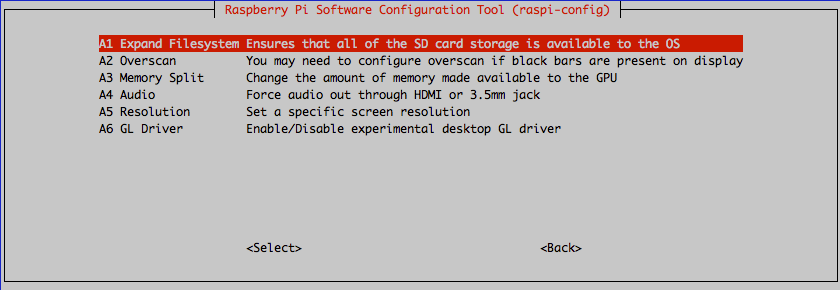 Raspberry Pi Software Configuration Tool (raspi-config)
A1 Expand Filesystem Ensures that all of the SD card storage is available to the OS
A2 Overscan You may need to configure overscan if black bars are present on display
A3 Memory Split Change the amount of memory made available to the GPU
A4 Audio Force audio out through HDMI or 3.5mm jack
A5 Resolution Set a specific screen resolution
A6 GL Driver Enable/Disable experimental desktop GL driver
<Select> <Back>